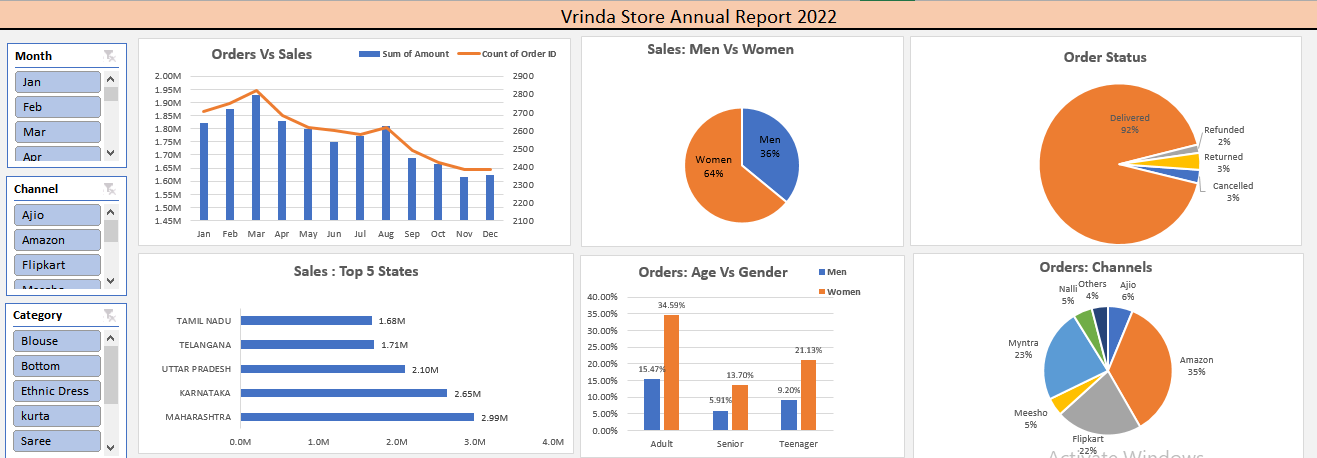 Vrinda Store Annual Report 2022
Month
Jan
Feb
Mar
Apr
Channel
Ajio
Amazon
Flipkart
Meesho
Category
Blouse
Bottom
Ethnic Dress
kurta
Saree
Orders Vs Sales
Sum of Amount
Count of Order ID
2.00M
1.95M
1.90M
1.85M
1.80M
1.75M
1.70M
1.65M
1.60M
1.55M
1.50M
1.45M
2900
2800
2700
2600
2500
2400
2300
2200
2100
Jan Feb Mar Apr May Jun Jul Aug Sep Oct Nov Dec
Sales: Men Vs Women
Men
36%
Women
64%
Order Status
Delivered
92%
Refunded
2%
Returned
3%
Cancelled
3%
Sales : Top 5 States
TAMIL NADU 1.68M
TELANGANA 1.71M
UTTAR PRADESH 2.10M
KARNATAKA 2.65M
MAHARASHTRA 2.99M
0.0M 1.0M 2.0M 3.0M 4.0M
Orders: Age Vs Gender
Men
Women
40.00%
35.00%
30.00%
25.00%
20.00%
15.00%
10.00%
5.00%
0.00%
15.47% 34.59%
5.91% 13.70%
9.20% 21.13%
Adult Senior Teenager
Orders: Channels
Nalli
5%
Others
4%
Ajio
6%
Myntra
23%
Amazon
35%
Meesho
5%
Flipkart
22%
Activate Windows